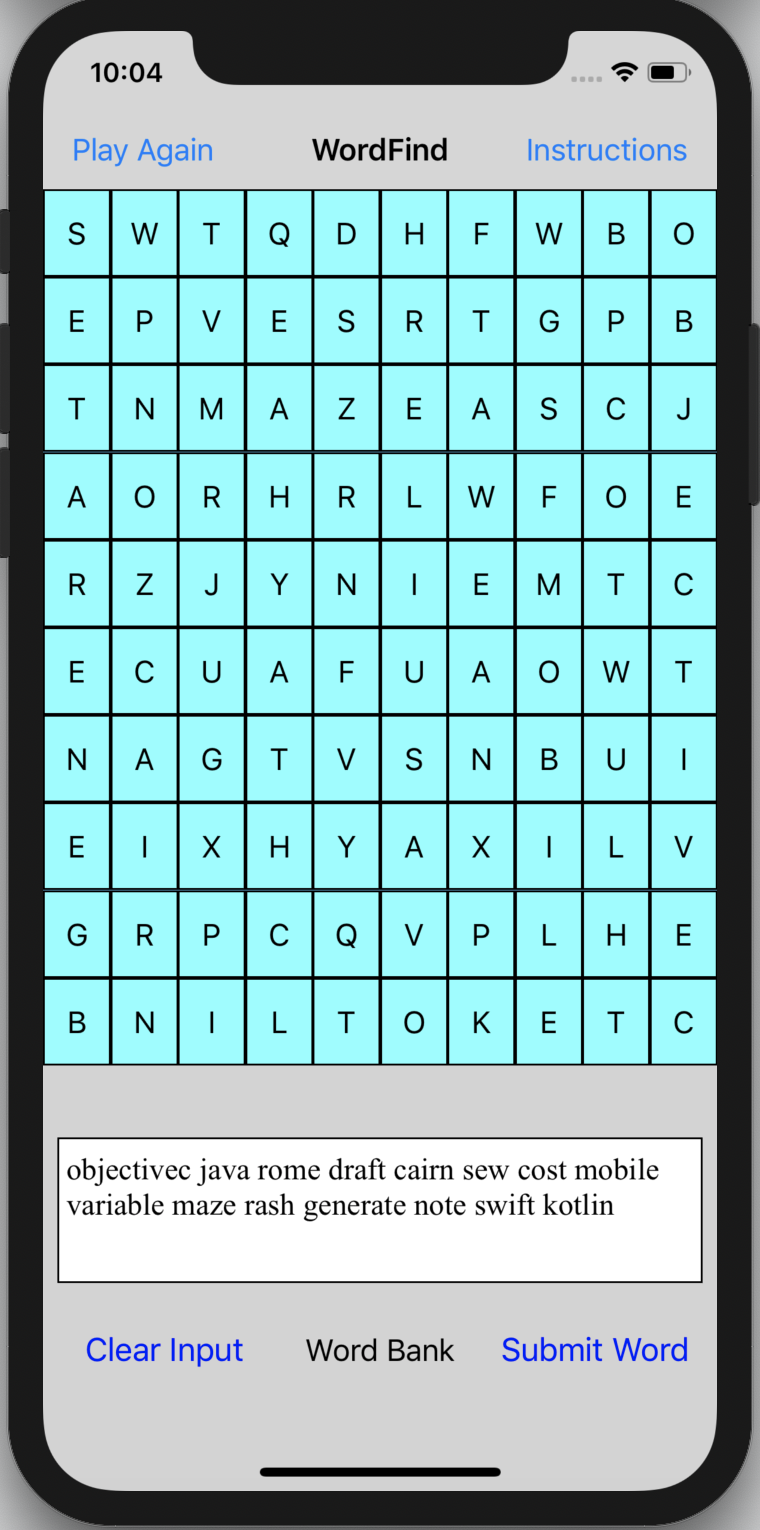 10:04
Play Again WordFind Instructions
S W T Q D H F W B O
E P V E S R T G P B
T N M A Z E A S C J
A O R H R L W F O E
R Z J Y N I E M T C
E C U A F U A O W T
N A G T V S N B U I
E I X H Y A X I L V
G R P C Q V P L H E
B N I L T O K E T C
objectivec java rome draft cairn sew cost mobile
variable maze rash generate note swift kotlin
Clear Input Word Bank Submit Word